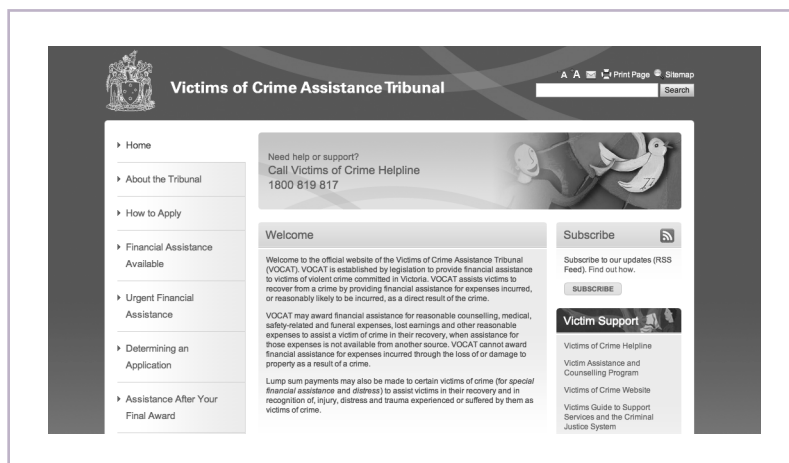 Victims of Crime Assistance Tribunal
A A Print Page Sitemap
Search
Home
About the Tribunal
How to Apply
Financial Assistance
Available
Urgent Financial
Assistance
Determining an
Application
Assistance After Your
Final Award
Need help or support?
Call Victims of Crime Helpline
1800 819 817
Welcome
Welcome to the official website of the Victims of Crime Assistance Tribunal
(VOCAT). VOCAT is established by legislation to provide financial assistance
to victims of violent crime committed in Victoria. VOCAT assists victims to
recover from a crime by providing financial assistance for expenses incurred,
or reasonably likely to be incurred, as a direct result of the crime.
VOCAT may award financial assistance for reasonable counselling, medical,
safety-related and funeral expenses, lost earnings and other reasonable
expenses to assist a victim of crime in their recovery, when assistance for
those expenses is not available from another source. VOCAT cannot award
financial assistance for expenses incurred through the loss of or damage to
property as a result of a crime.
Lump sum payments may also be made to certain victims of crime (for special
financial assistance and distress) to assist victims in their recovery and in
recognition of, injury, distress and trauma experienced or suffered by them as
victims of crime.
Subscribe
Subscribe to our updates (RSS
Feed). Find out how.
SUBSCRIBE
Victim Support
Victims of Crime Helpline
Victim Assistance and
Counselling Program
Victims of Crime Website
Victims Guide to Support
Services and the Criminal
Justice System